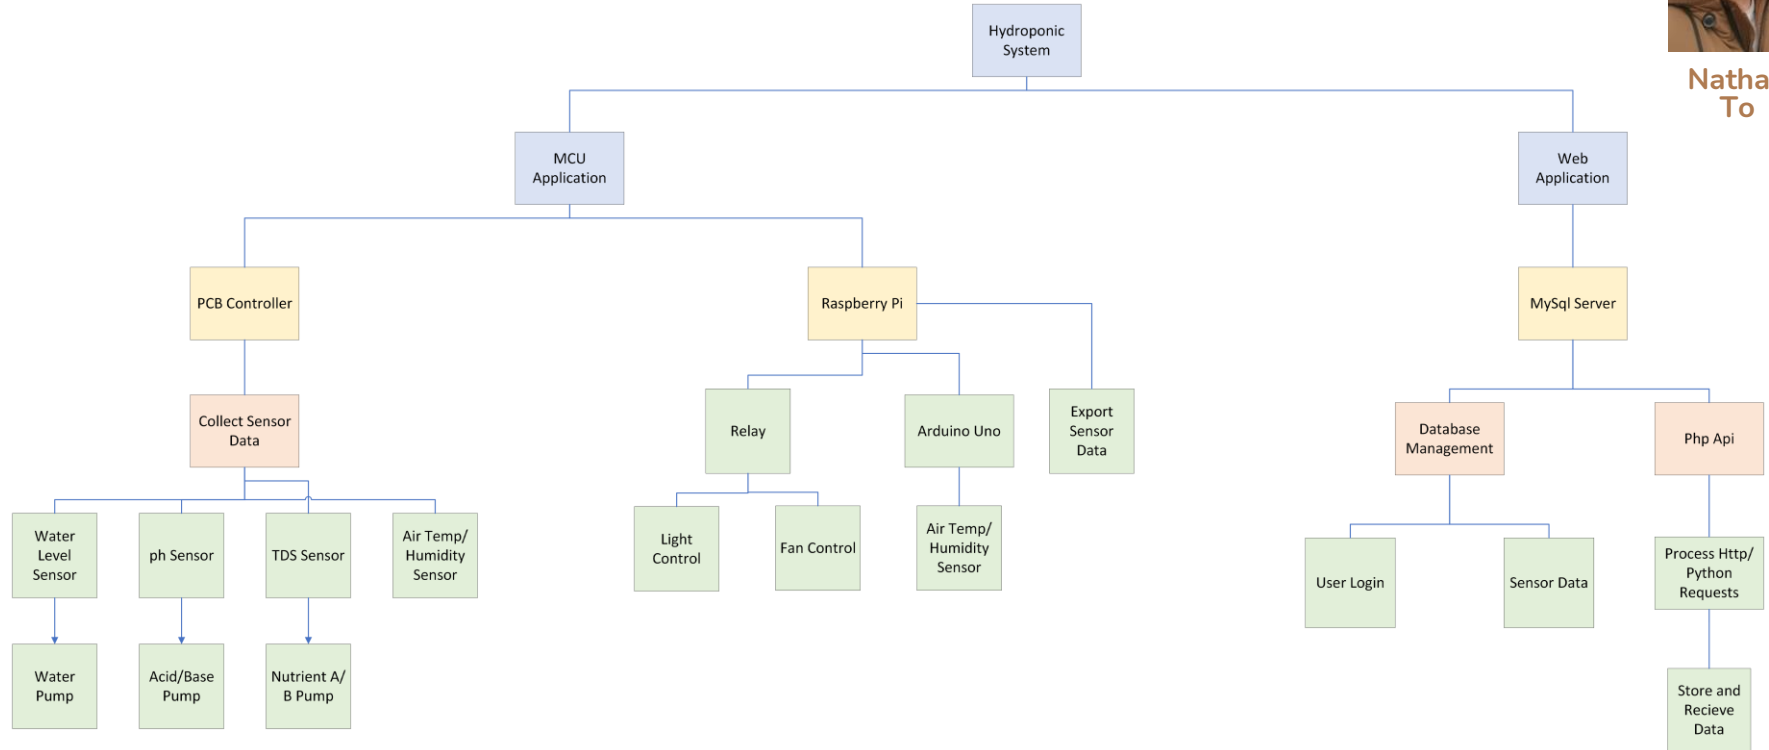 Hydroponic
System
Natha
To
MCU
Application
Web
Application
PCB Controller
Raspberry Pi
MySql Server
Collect Sensor
Data
Relay
Arduino Uno
Export
Sensor
Data
Database
Management
Php Api
Water
Level
Sensor
ph Sensor
TDS Sensor
Air Temp/
Humidity
Sensor
Light
Control
Fan Control
Air Temp/
Humidity
Sensor
User Login
Sensor Data
Process Http/
Python
Requests
Water
Pump
Acid/Base
Pump
Nutrient A/
B Pump
Store and
Recieve
Data